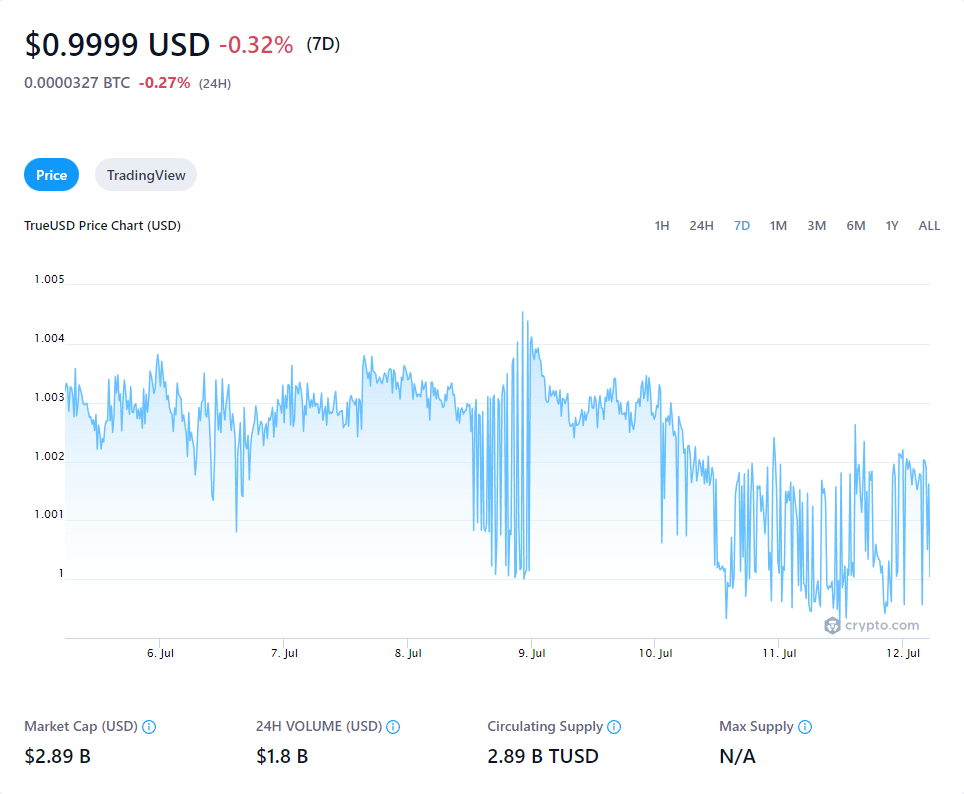 $0.9999 USD -0.32% (7D)
0.0000327 BTC -0.27% (24H)
Price TradingView
TrueUSD Price Chart (USD) 1H 24H 7D 1M 3M 6M 1Y ALL
1.005
1.004
1.003
1.002
1.001
1
crypto.com
6. Jul 7. Jul 8. Jul 9. Jul 10. Jul 11. Jul 12. Jul
Market Cap (USD) 24H VOLUME (USD) Circulating Supply Max Supply
$2.89 B $1.8 B 2.89 B TUSD N/A